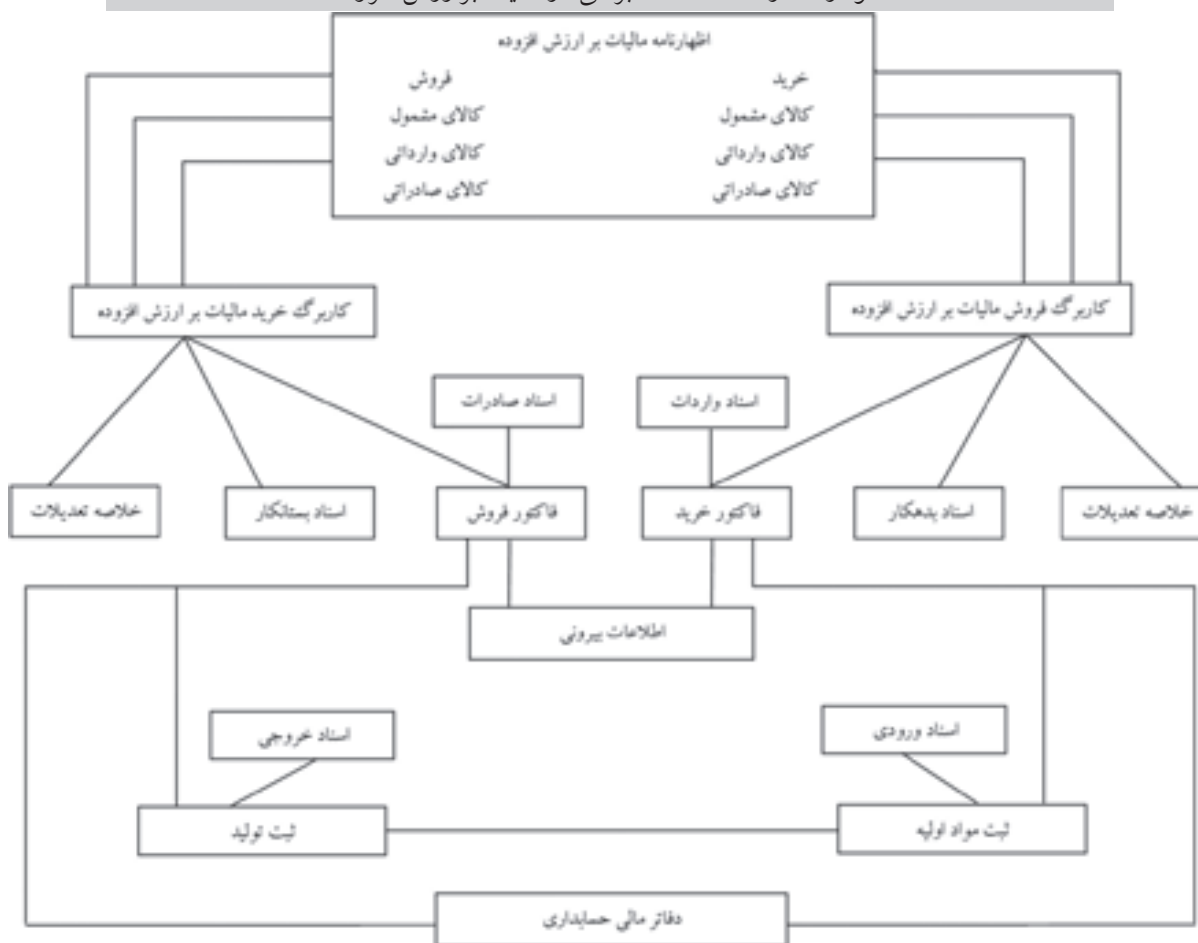 اظهارنامه مالیات بر ارزش افزوده
خرید فروش
کالای مشمول کالای مشمول
کالای وارداتی کالای وارداتی
کالای صادراتی کالای صادراتی
کاربرگ فروش مالیات بر ارزش افزوده
کاربرگ خرید مالیات بر ارزش افزوده
اسناد واردات
اسناد صادرات
خلاصه تعدیلات
اسناد بدهکار
فاکتور خرید
فاکتور فروش
اسناد بستانکار
خلاصه تعدیلات
اطلاعات بیرونی
اسناد ورودی
اسناد خروجی
ثبت مواد اولیه
ثبت تولید
دفاتر مالی حسابداری